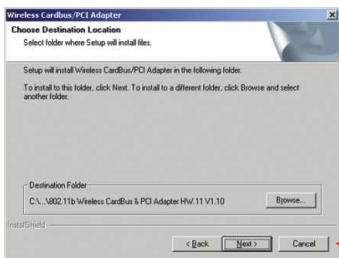 Wireless Cardbus/PCI Adapter
Choose Destination Location
Select folder where Setup will install files.
Setup will install Wireless CardBus/PCI Adapter in the following folder.
To install to this folder, click Next. To install to a different folder, click Browse and select
another folder.
Destination Folder
C:\...\802.11b Wireless CardBus & PCI Adapter HW.11 V1.10
Browse...
InstallShield
< Back
Next >
Cancel